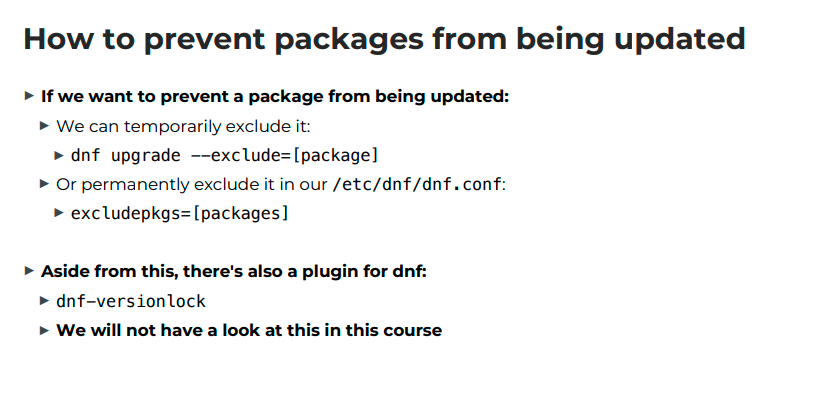 How to prevent packages from being updated
If we want to prevent a package from being updated:
We can temporarily exclude it:
dnf upgrade --exclude=[package]
Or permanently exclude it in our /etc/dnf/dnf.conf:
excludepkgs=[packages]
Aside from this, there's also a plugin for dnf:
dnf-versionlock
We will not have a look at this in this course